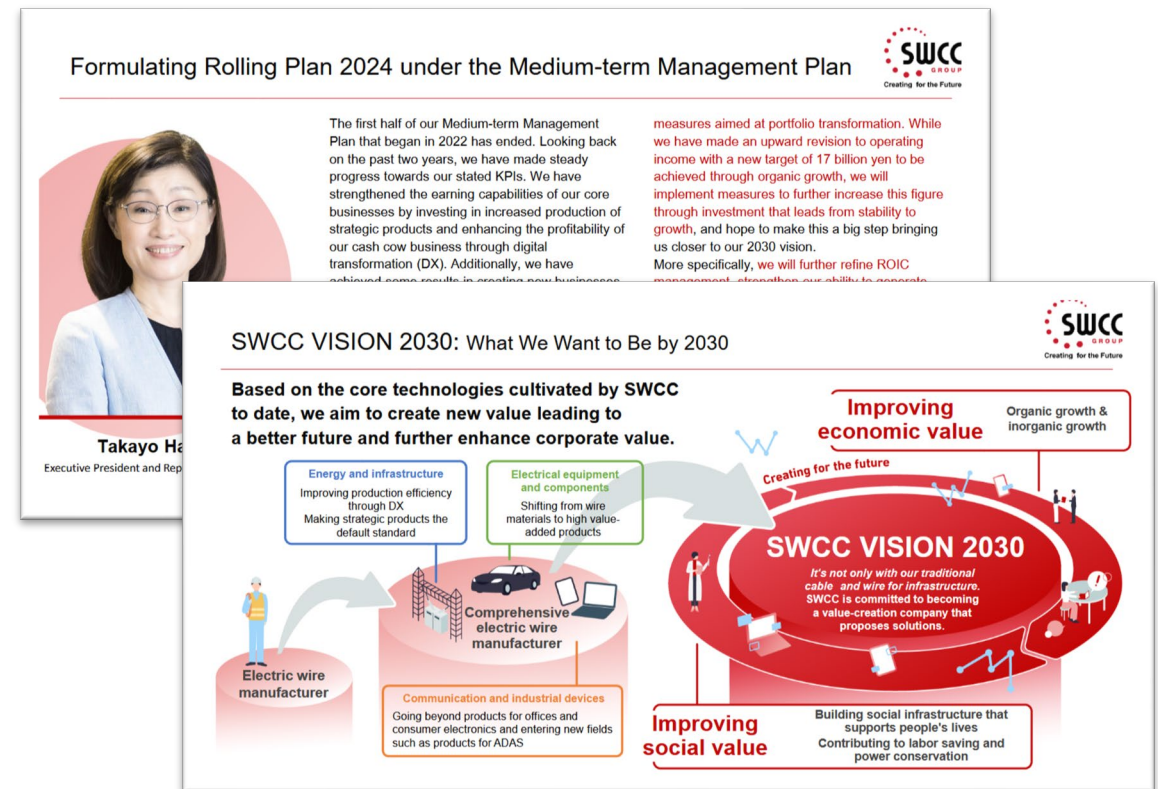 Formulating Rolling Plan 2024 under the Medium-term Management Plan
SWCC
GROUP
Creating for the Future
The first half of our Medium-term Management
Plan that began in 2022 has ended. Looking back
on the past two years, we have made steady
progress towards our stated KPIs. We have
strengthened the earning capabilities of our core
businesses by investing in increased production of
strategic products and enhancing the profitability of
our cash cow business through digital
transformation (DX). Additionally, we have
measures aimed at portfolio transformation. While
we have made an upward revision to operating
income with a new target of 17 billion yen to be
achieved through organic growth, we will
implement measures to further increase this figure
through investment that leads from stability to
growth, and hope to make this a big step bringing
us closer to our 2030 vision.
More specifically, we will further refine ROIC
Takayo Ha
Executive President and Rep
SWCC VISION 2030: What We Want to Be by 2030
SWCC
GROUP
Creating for the Future
Based on the core technologies cultivated by SWCC
to date, we aim to create new value leading to
a better future and further enhance corporate value.
Improving
economic value
Organic growth &
inorganic growth
Energy and infrastructure
Improving production efficiency
through DX
Making strategic products the
default standard
Electrical equipment
and components
Shifting from wire
materials to high value-
added products
Creating for the future
SWCC VISION 2030
It's not only with our traditional
cable and wire for infrastructure.
SWCC is committed to becoming
a value-creation company that
proposes solutions.
Comprehensive
electric wire
manufacturer
Electric wire
manufacturer
Communication and industrial devices
Going beyond products for offices and
consumer electronics and entering new fields
such as products for ADAS
Improving
social value
Building social infrastructure that
supports people's lives
Contributing to labor saving and
power conservation